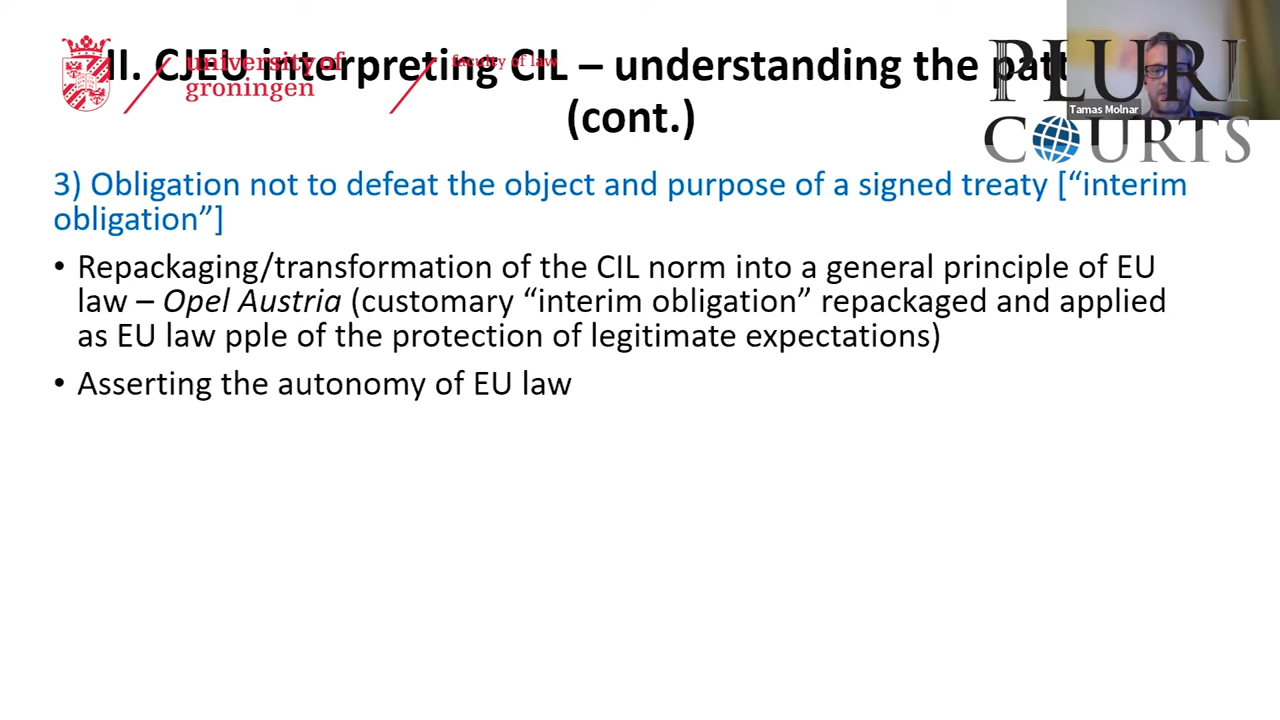 II. CJEU interpreting CIL – understanding the patt
(cont.)
university of
groningen
faculty of law
PLURI
COURTS
Tamas Molnar
3) Obligation not to defeat the object and purpose of a signed treaty [“interim
obligation”]
• Repackaging/transformation of the CIL norm into a general principle of EU
law – Opel Austria (customary “interim obligation” repackaged and applied
as EU law pple of the protection of legitimate expectations)
• Asserting the autonomy of EU law